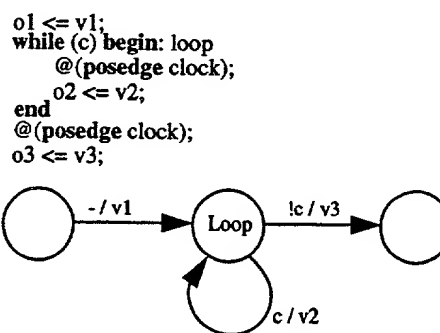 o1 <= v1;
while (c) begin: loop
@(posedge clock);
o2 <= v2;
end
@(posedge clock);
o3 <= v3;
- / v1
Loop
!c / v3
c / v2